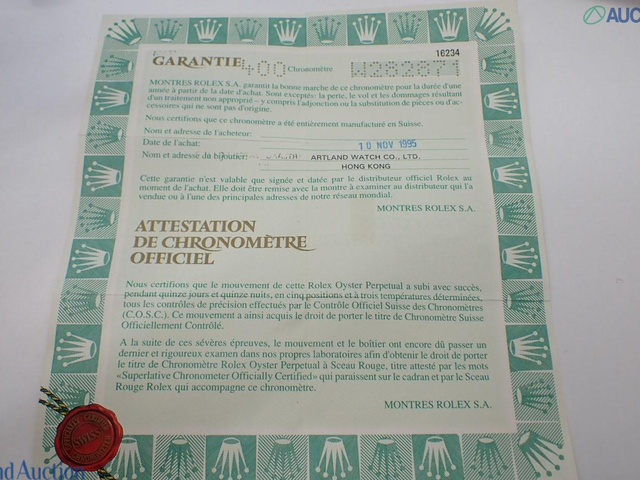 AUC
16234
GARANTIE 400 Chronomètre W282871
MONTRES ROLEX S.A. garantit la bonne marche de ce chronomètre pour la durée d'une
année à partir de la date d'achat. Sont exceptés: la perte, le vol et les dommages résultant
d'un traitement non approprié – y compris l'adjonction ou la substitution de pièces ou d'ac-
cessoires qui ne sont pas d'origine.
Nous certifions que ce chronomètre a été entièrement manufacturé en Suisse.
Nom et adresse de l'acheteur:
Date de l'achat: 10 NOV 1995
Nom et adresse du bijoutier: ARTLAND WATCH CO., LTD.
HONG KONG
Cette garantie n'est valable que signée et datée par le distributeur officiel Rolex au
moment de l'achat. Elle doit être remise avec la montre à examiner au distributeur qui l'a
vendue ou à l'une des principales adresses de notre réseau mondial.
MONTRES ROLEX S.A.
ATTESTATION
DE CHRONOMÈTRE
OFFICIEL
Nous certifions que le mouvement de cette Rolex Oyster Perpetual a subi avec succès,
pendant quinze jours et quinze nuits, en cinq positions et à trois températures déterminées,
tous les contrôles de précision effectués par le Contrôle Officiel Suisse des Chronomètres
(C.O.S.C.). Ce mouvement a ainsi acquis le droit de porter le titre de Chronomètre Suisse
Officiellement Contrôlé.
A la suite de ces sévères épreuves, le mouvement et le boîtier ont encore dû passer un
dernier et rigoureux examen dans nos propres laboratoires afin d'obtenir le droit de porter
le titre de Chronomètre Rolex Oyster Perpetual à Sceau Rouge, titre attesté par les mots
«Superlative Chronometer Officially Certified» qui paraissent sur le cadran et par le Sceau
Rouge Rolex qui accompagne ce chronomètre.
MONTRES ROLEX S.A.
SWISS
nd Auction